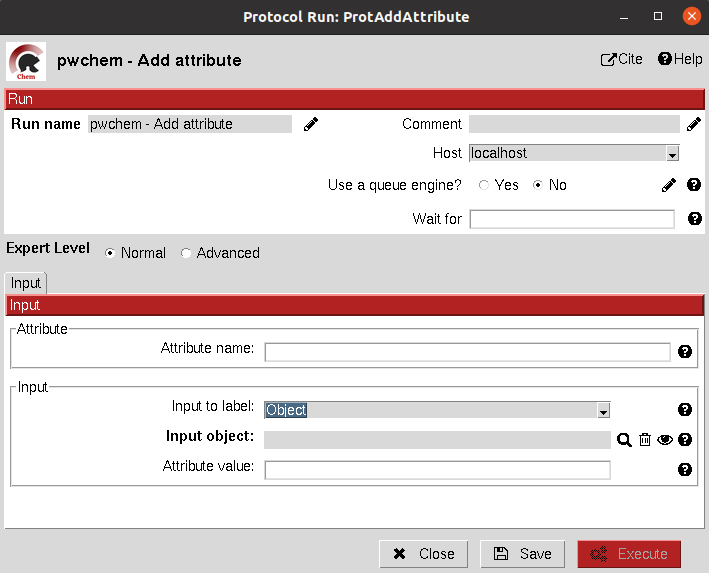 Protocol Run: ProtAddAttribute
Chem
pwchem - Add attribute
Cite
Help
Run
Run name pwchem - Add attribute
Comment
Host localhost
Use a queue engine? Yes No
Wait for
Expert Level Normal Advanced
Input
Input
Attribute
Attribute name:
Input
Input to label: Object
Input object:
Attribute value:
Close Save Execute